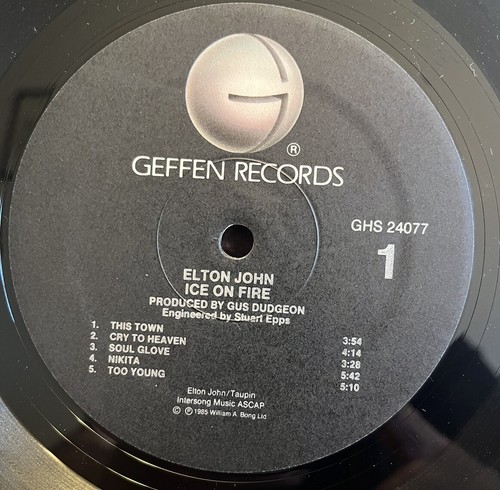 ®
GEFFEN RECORDS
GHS 24077
1
ELTON JOHN
ICE ON FIRE
PRODUCED BY GUS DUDGEON
Engineered by Stuart Epps
1. THIS TOWN 3:54
2. CRY TO HEAVEN 4:14
3. SOUL GLOVE 3:28
4. NIKITA 5:42
5. TOO YOUNG 5:10
Elton John/Taupin
Intersong Music ASCAP
© ℗ 1985 William A. Bong Ltd